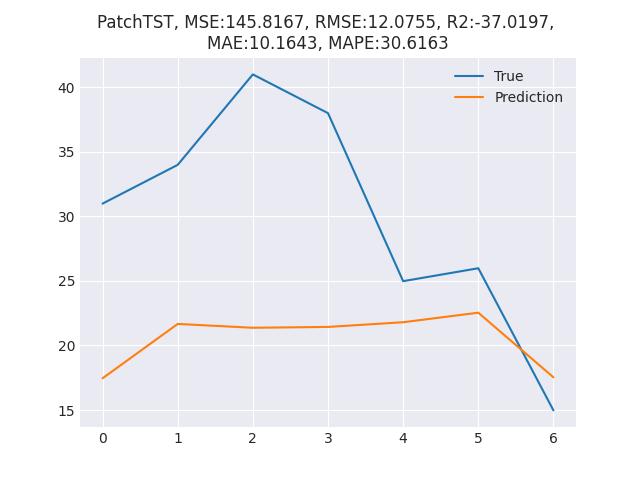 PatchTST, MSE:145.8167, RMSE:12.0755, R2:-37.0197,
MAE:10.1643, MAPE:30.6163
True
Prediction
40
35
30
25
20
15
0 1 2 3 4 5 6